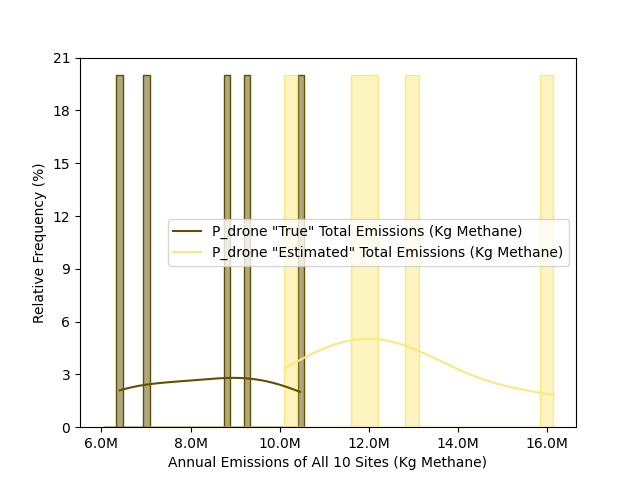 21
18
15
12
9
6
3
0
Relative Frequency (%)
P_drone "True" Total Emissions (Kg Methane)
P_drone "Estimated" Total Emissions (Kg Methane)
6.0M 8.0M 10.0M 12.0M 14.0M 16.0M
Annual Emissions of All 10 Sites (Kg Methane)